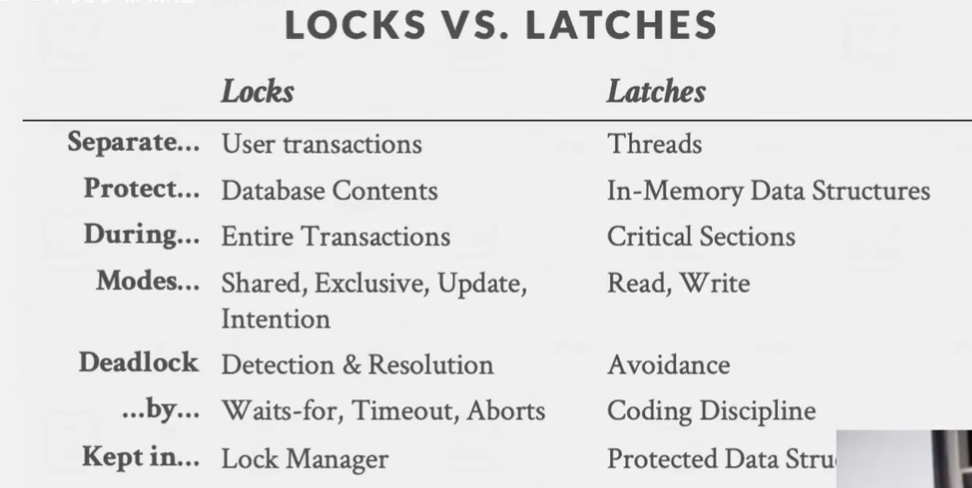 LOCKS VS. LATCHES
Locks Latches
Separate... User transactions Threads
Protect... Database Contents In-Memory Data Structures
During... Entire Transactions Critical Sections
Modes... Shared, Exclusive, Update, Read, Write
Intention
Deadlock Detection & Resolution Avoidance
...by... Waits-for, Timeout, Aborts Coding Discipline
Kept in... Lock Manager Protected Data